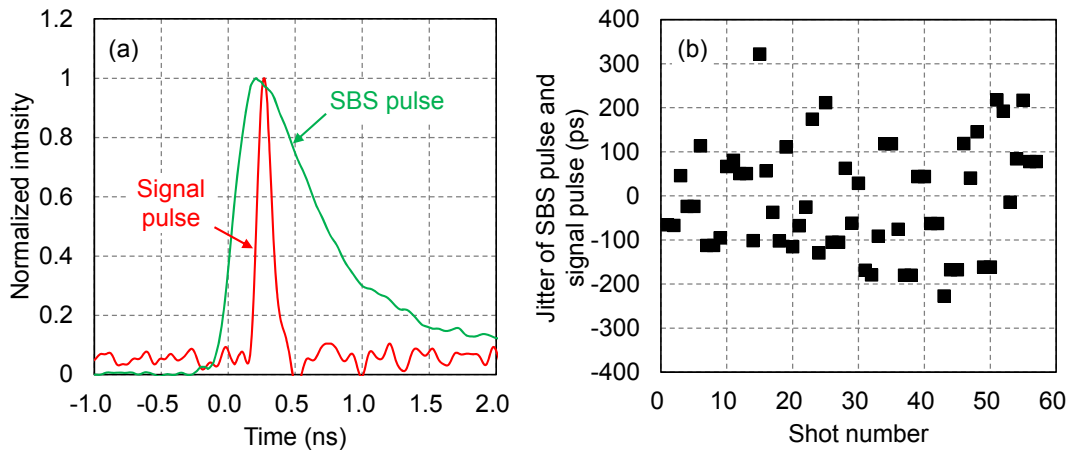 (a)
1.2
1
0.8
0.6
0.4
0.2
0
-1.0 -0.5 0.0 0.5 1.0 1.5 2.0
Time (ns)
Normalized intnsity
SBS pulse
Signal
pulse
(b)
400
300
200
100
0
-100
-200
-300
-400
0 10 20 30 40 50 60
Shot number
Jitter of SBS pulse and
signal pulse (ps)